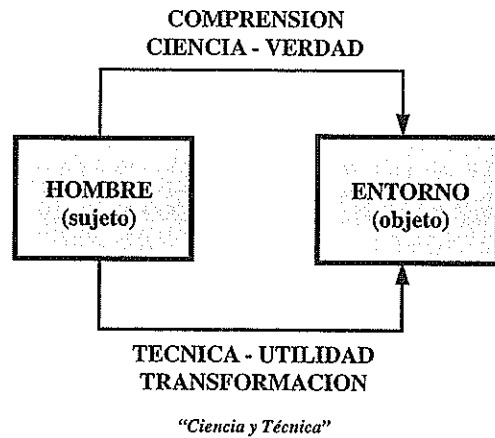 COMPRENSION
CIENCIA - VERDAD
HOMBRE
(sujeto)
ENTORNO
(objeto)
TECNICA - UTILIDAD
TRANSFORMACION
“Ciencia y Técnica”